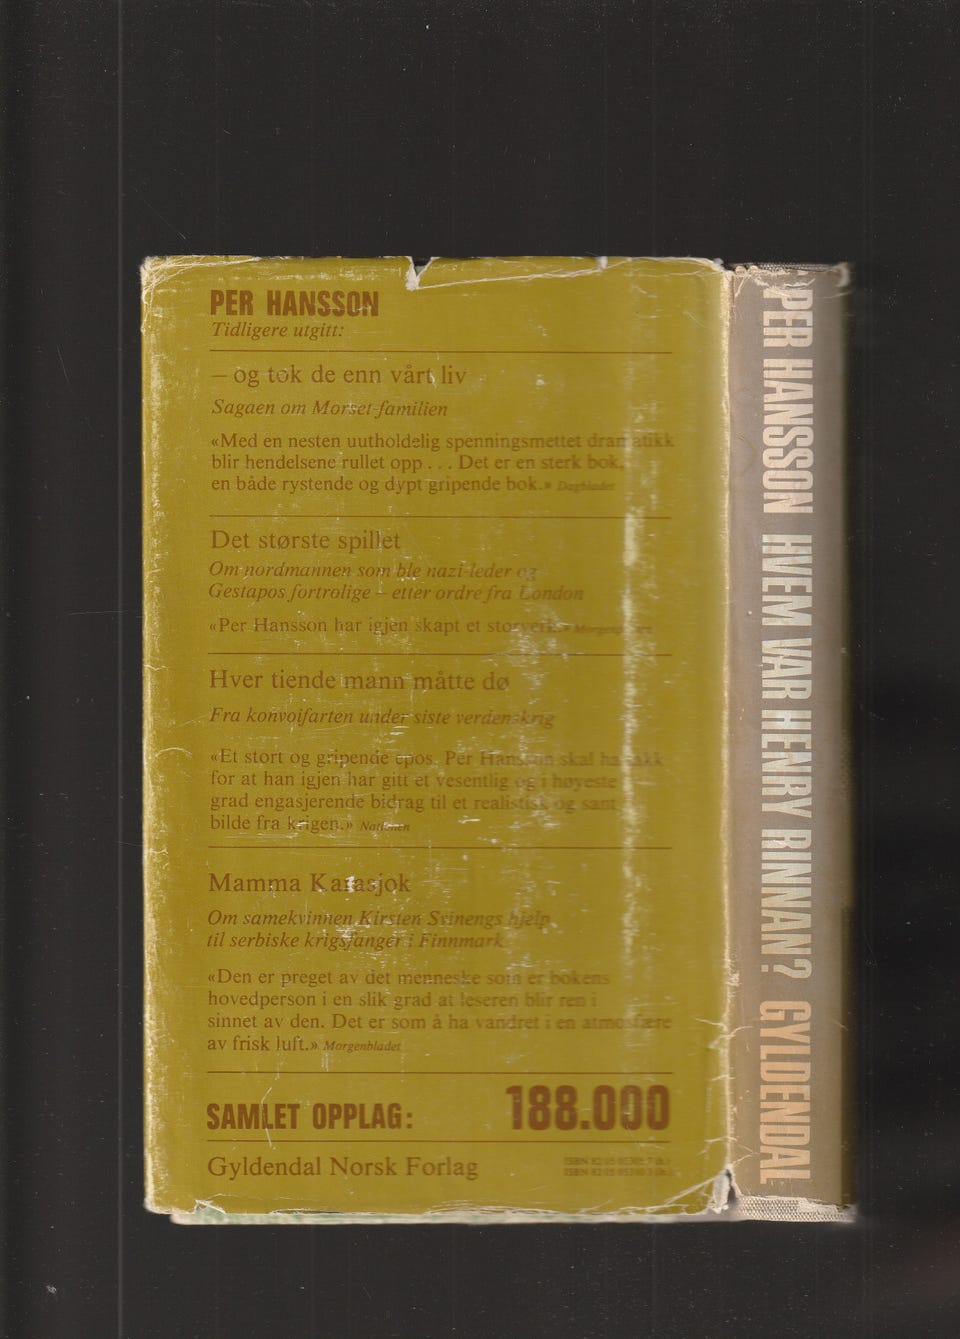 PER HANSSON
Tidligere utgitt:
– og tok de enn vårt liv
Sagaen om Morset-familien
«Med en nesten uutholdelig spenningsmettet dramatikk
blir hendelsene rullet opp . . . Det er en sterk bok,
en både rystende og dypt gripende bok.» Dagbladet
Det største spillet
Om nordmannen som ble nazi-leder og
Gestapos fortrolige – etter ordre fra London
«Per Hansson har igjen skapt et storverk.»
Hver tiende mann måtte dø
Fra konvoifarten under siste verdenskrig
«Et stort og gripende epos. Per Hansson skal ha takk
for at han igjen har gitt et vesentlig og i høyeste
grad engasjerende bidrag til et realistisk og sant
bilde fra krigen.» Nationen
Mamma Karasjok
Om samekvinnen Kirsten Svinengs hjelp
til serbiske krigsfanger i Finnmark
«Den er preget av det menneske som er bokens
hovedperson i en slik grad at leseren blir ren i
sinnet av den. Det er som å ha vandret i en atmosfære
av frisk luft.» Morgenbladet
SAMLET OPPLAG: 188.000
Gyldendal Norsk Forlag
ISBN 82 05
ISBN 82 05
PER HANSSON HVEM VAR HENRY RINNAN? GYLDENDAL